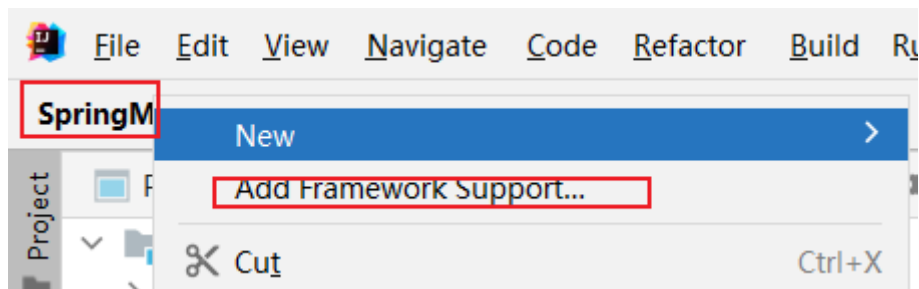 File Edit View Navigate Code Refactor Build
SpringM
New
Add Framework Support...
Project
Cut Ctrl+X